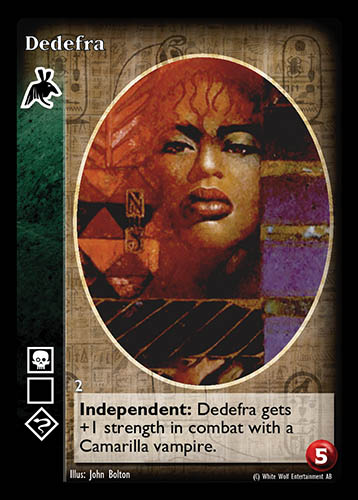 Dedefra
2
Independent: Dedefra gets
+1 strength in combat with a
Camarilla vampire.
5
Illus: John Bolton
(C) White Wolf Entertainment AB